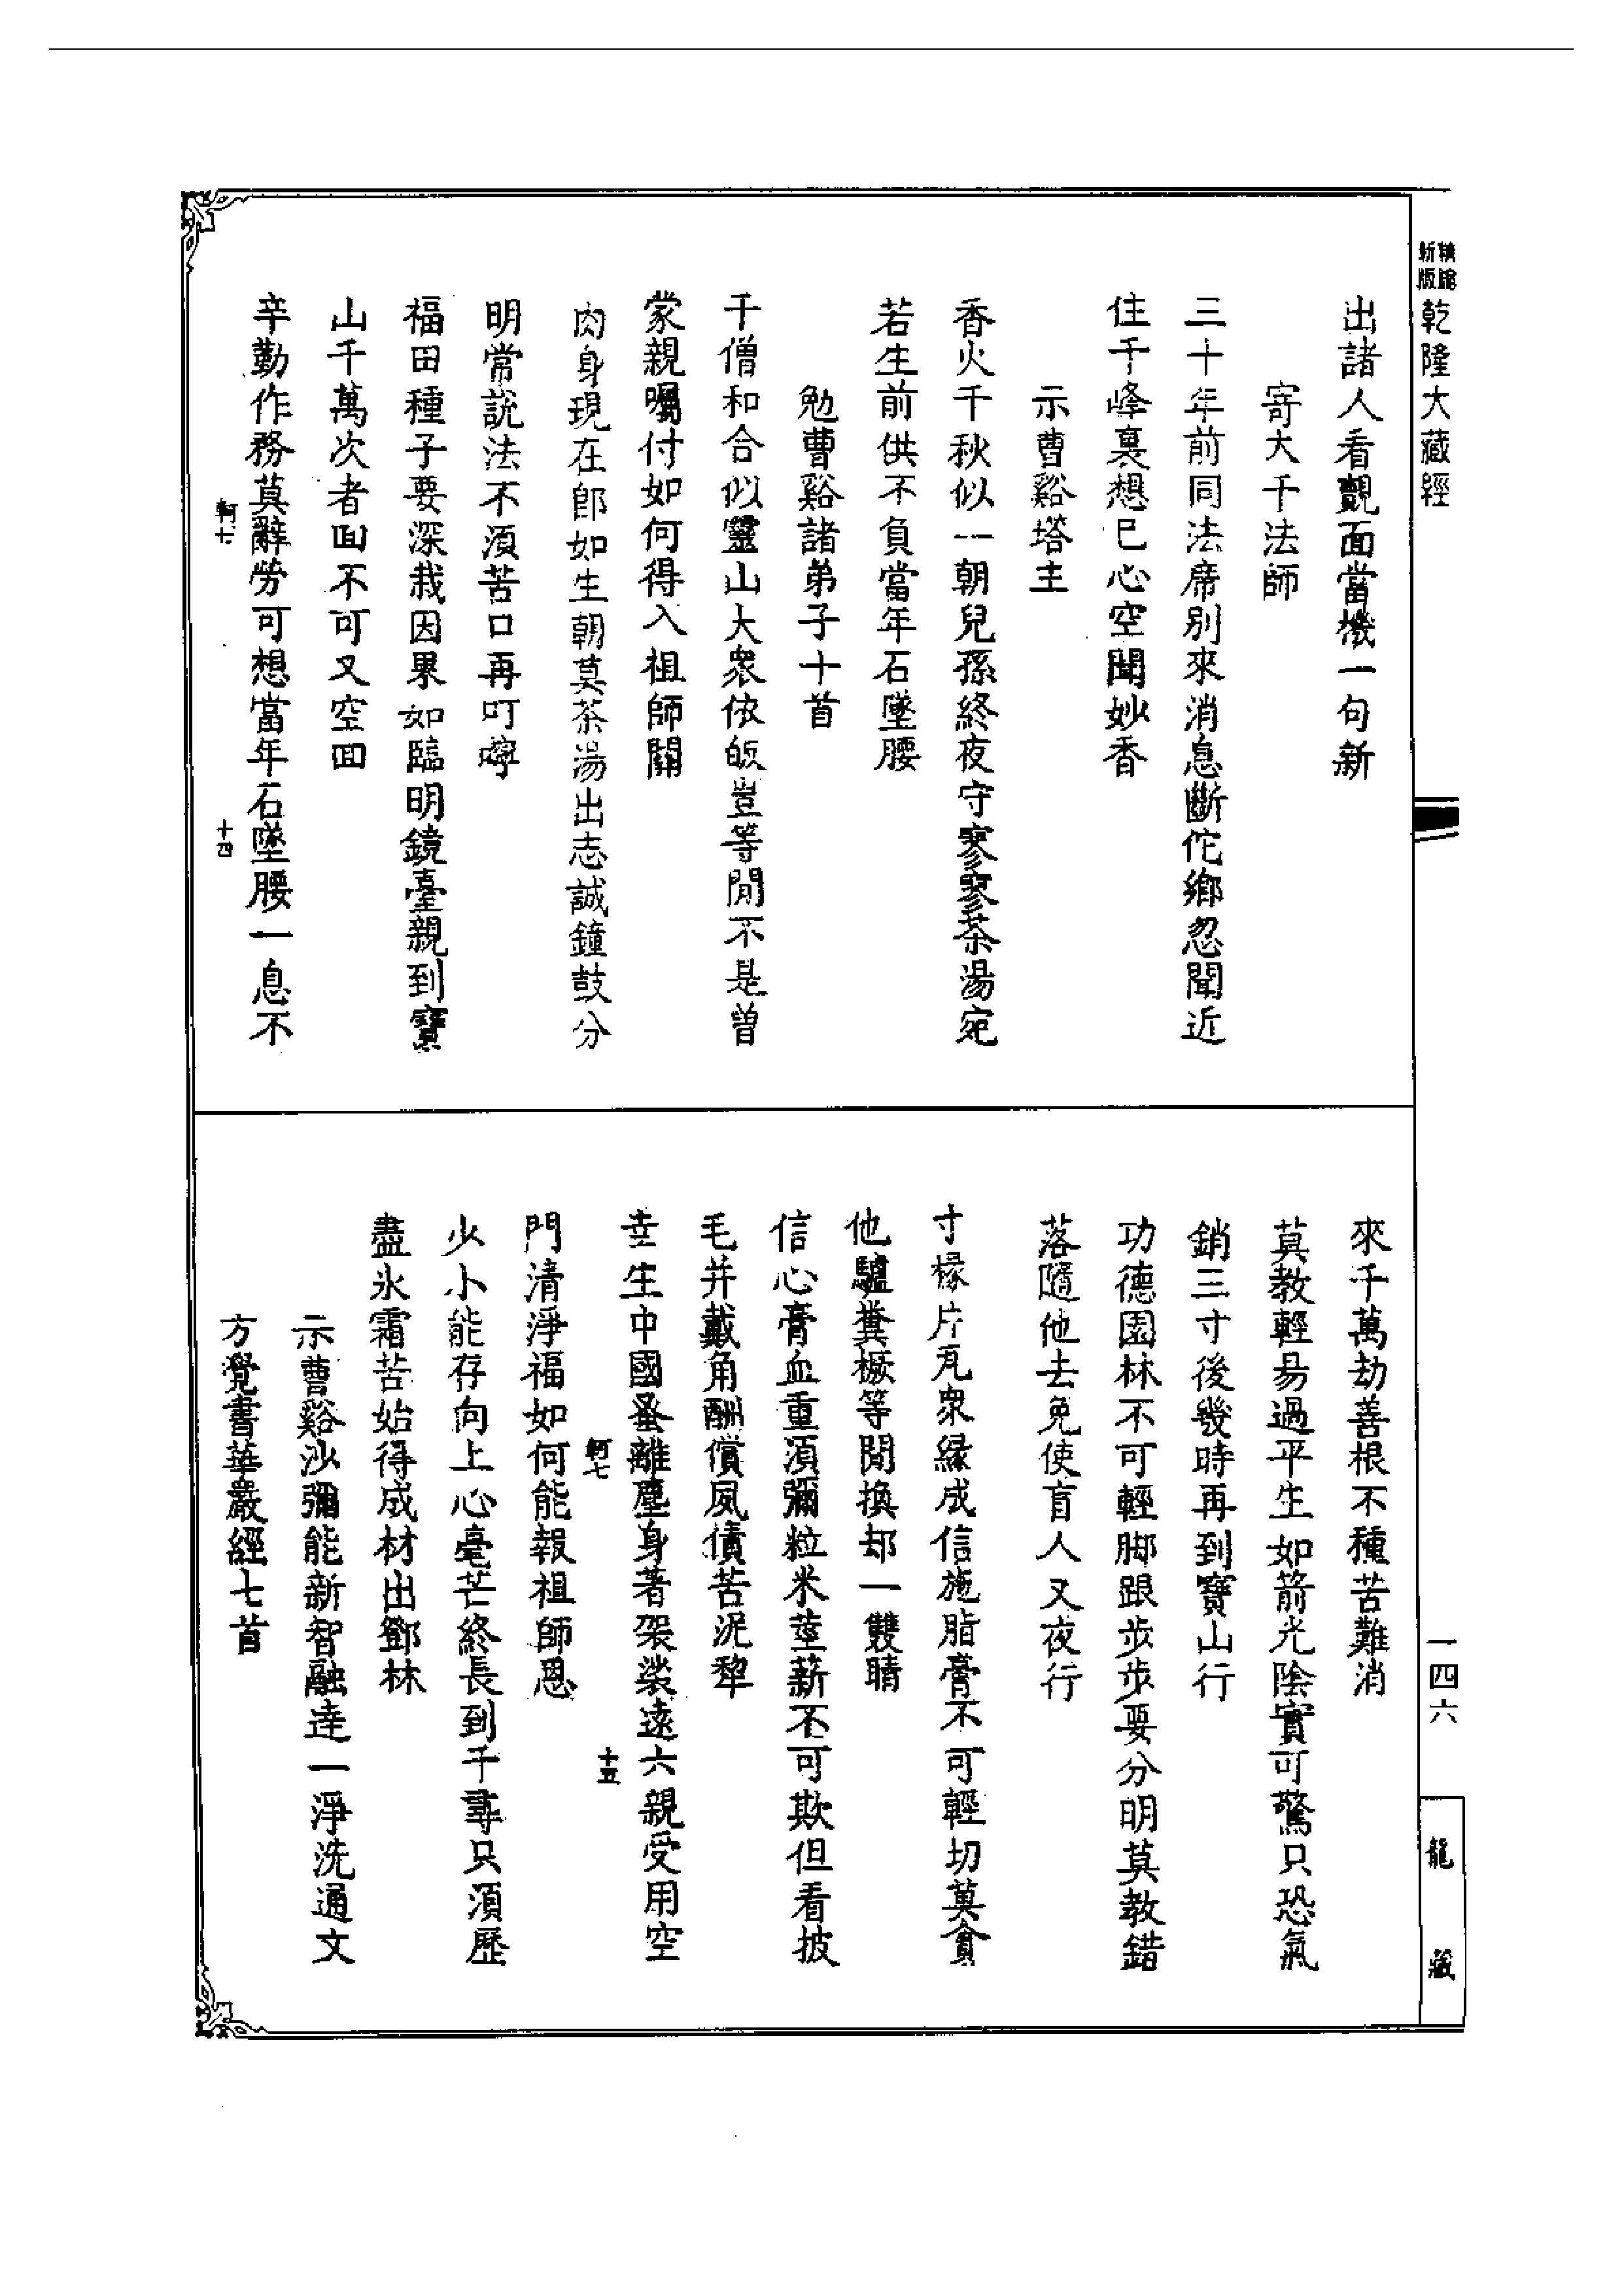 新版
精縮
乾隆大藏經
出諸人看覿面當機一句新
寄大千法師
三十年前同法席別來消息斷佗鄉忽聞近
住千峰裏想已心空聞妙香
示曹谿塔主
香火千秋似一朝兒孫終夜守寥寥茶湯宛
若生前供不負當年石墜腰
勉曹谿諸弟子十首
千僧和合似靈山大衆依皈豈等閒不是曾
蒙親囑付如何得入祖師關
肉身現在卽如生朝莫茶湯出志誠鐘鼓分
明常說法不須苦口再叮嚀
福田種子要深栽因果如臨明鏡臺親到寶
山千萬次者回不可又空回
辛勤作務莫辭勞可想當年石墜腰一息不
軻七
十四
來千萬劫善根不種苦難消
莫教輕易過平生如箭光陰實可驚只恐氣
銷三寸後幾時再到寶山行
功德園林不可輕脚跟步步要分明莫教錯
落隨他去免使盲人又夜行
寸椽片瓦衆緣成信施脂膏不可輕切莫貪
他驢糞橛等閒換却一雙睛
信心膏血重須彌粒米莖薪不可欺但看披
毛并戴角酬償夙債苦泥犂
幸生中國蚤離塵身著袈裟遠六親受用空
軻七
十五
門清淨福如何能報祖師恩
少小能存向上心毫芒終長到千尋只須歷
盡氷霜苦始得成材出鄧林
示曹谿沙彌能新智融達一淨洗通文
方覺書華嚴經七首
一四六
龍藏